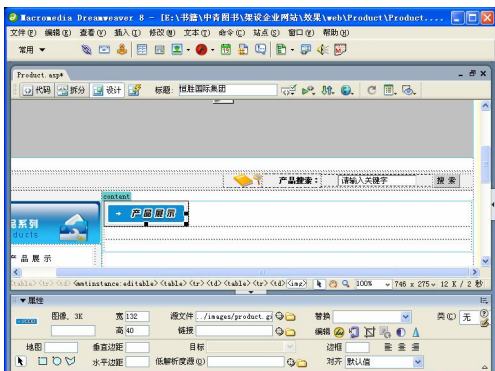 Macromedia Dreamweaver 8 - [E:\书籍\中青图书\架设企业网站\效果\web\Product\Product....
文件(F) 编辑(E) 查看(V) 插入(I) 修改(M) 文本(T) 命令(C) 站点(S) 窗口(W) 帮助(H)
常用
Product.asp*
代码 拆分 设计 标题: 恒胜国际集团
产品搜索: 请输入关键字 搜 索
content
产品展示
品系列
ducts
产 品 展 示
<table> <tr> <td> <mmtinstance:editable> <table> <tr> <td> <table> <tr> <td> <img> 100% 746 x 275 12 K / 2 秒
属性
图像, 3K 宽 132 源文件 ../images/product.gi 替换 类(C) 无
高 40 链接 编辑
地图 垂直边距 目标 边框
水平边距 低解析度源(O) 对齐 默认值